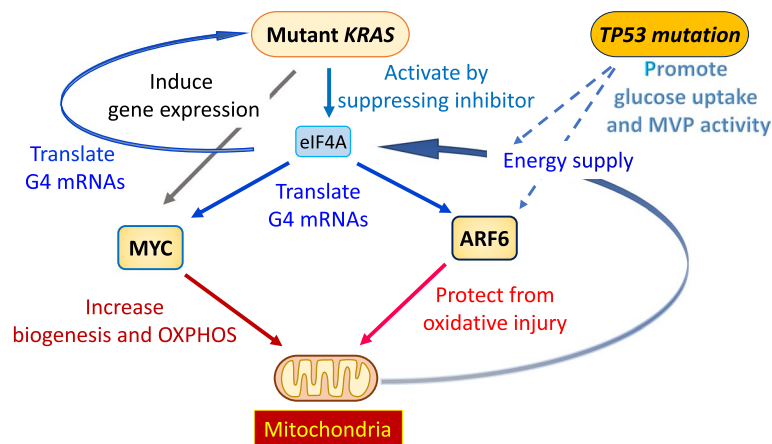 Mutant KRAS
TP53 mutation
Induce
gene expression
Activate by
suppressing inhibitor
Promote
glucose uptake
and MVP activity
eIF4A
Translate
G4 mRNAs
Energy supply
Translate
G4 mRNAs
MYC
ARF6
Increase
biogenesis and OXPHOS
Protect from
oxidative injury
Mitochondria